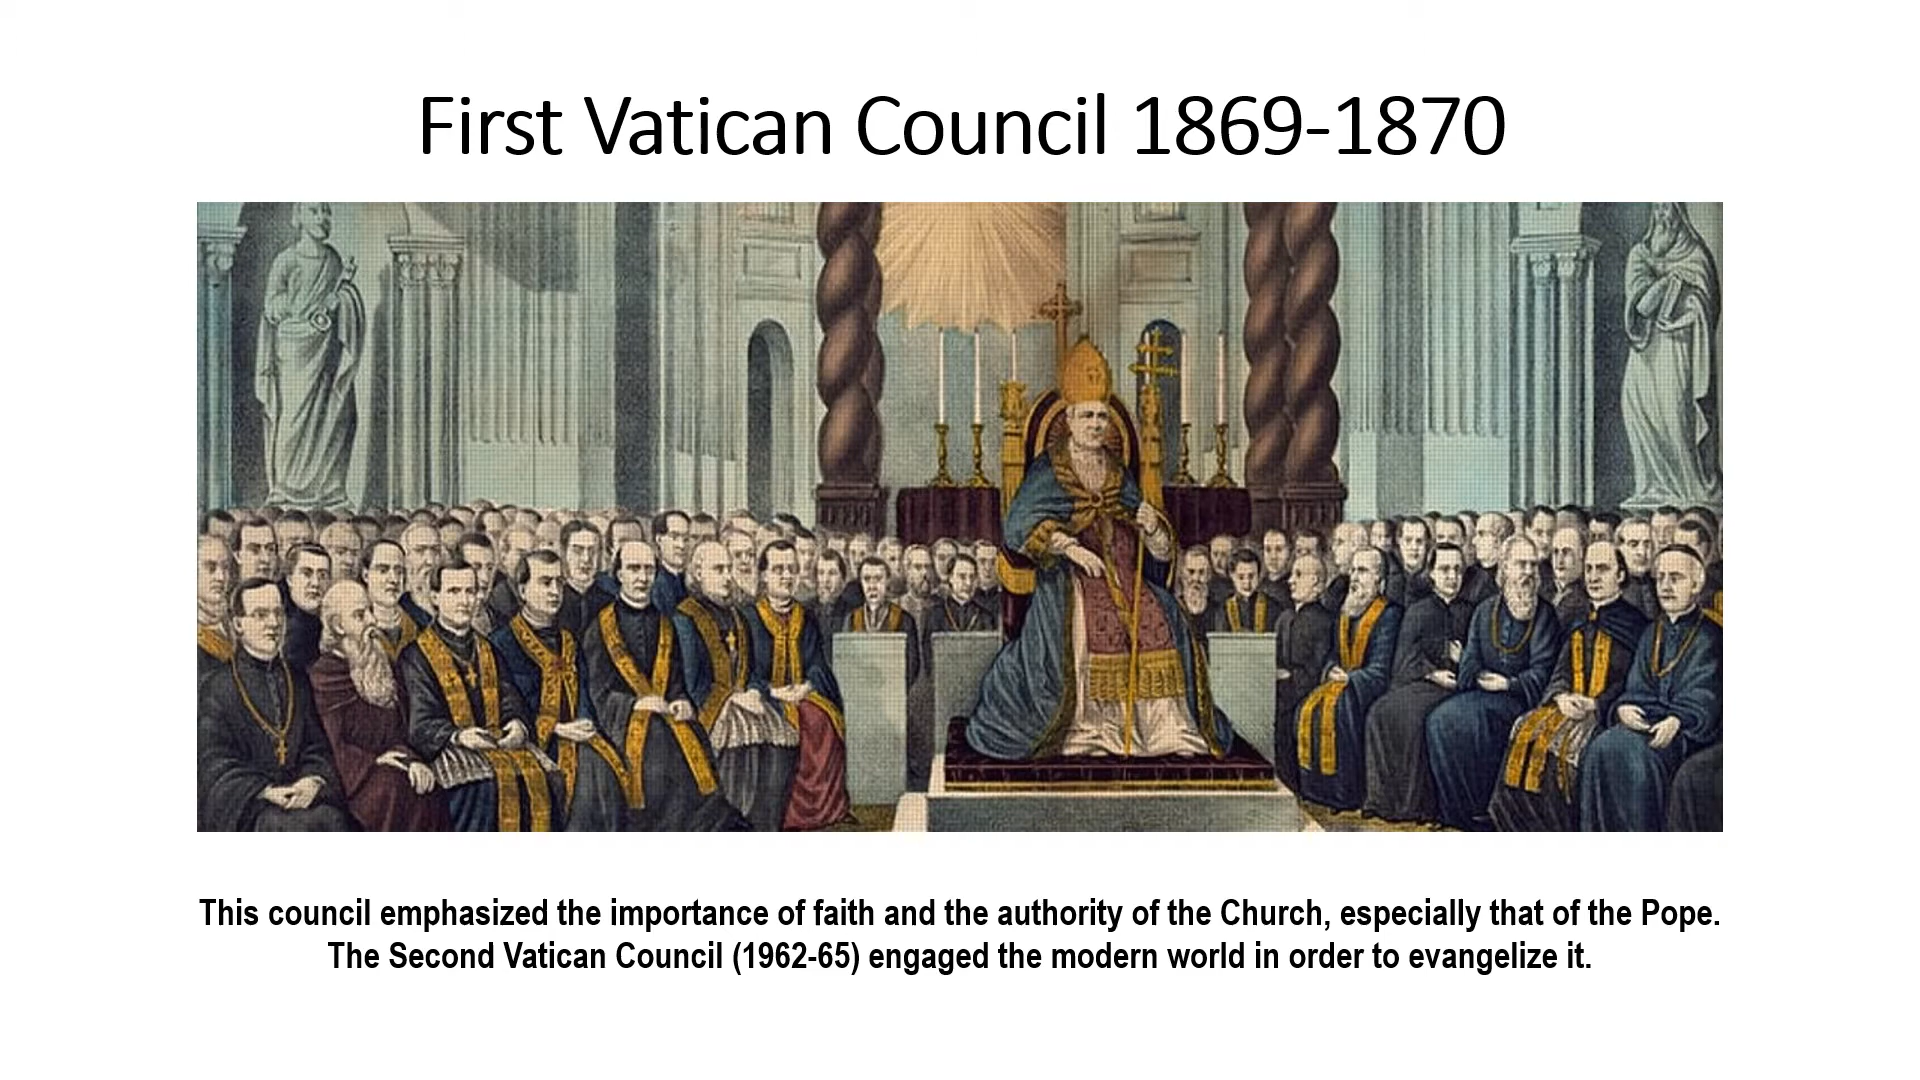 First Vatican Council 1869-1870
This council emphasized the importance of faith and the authority of the Church, especially that of the Pope.
The Second Vatican Council (1962-65) engaged the modern world in order to evangelize it.